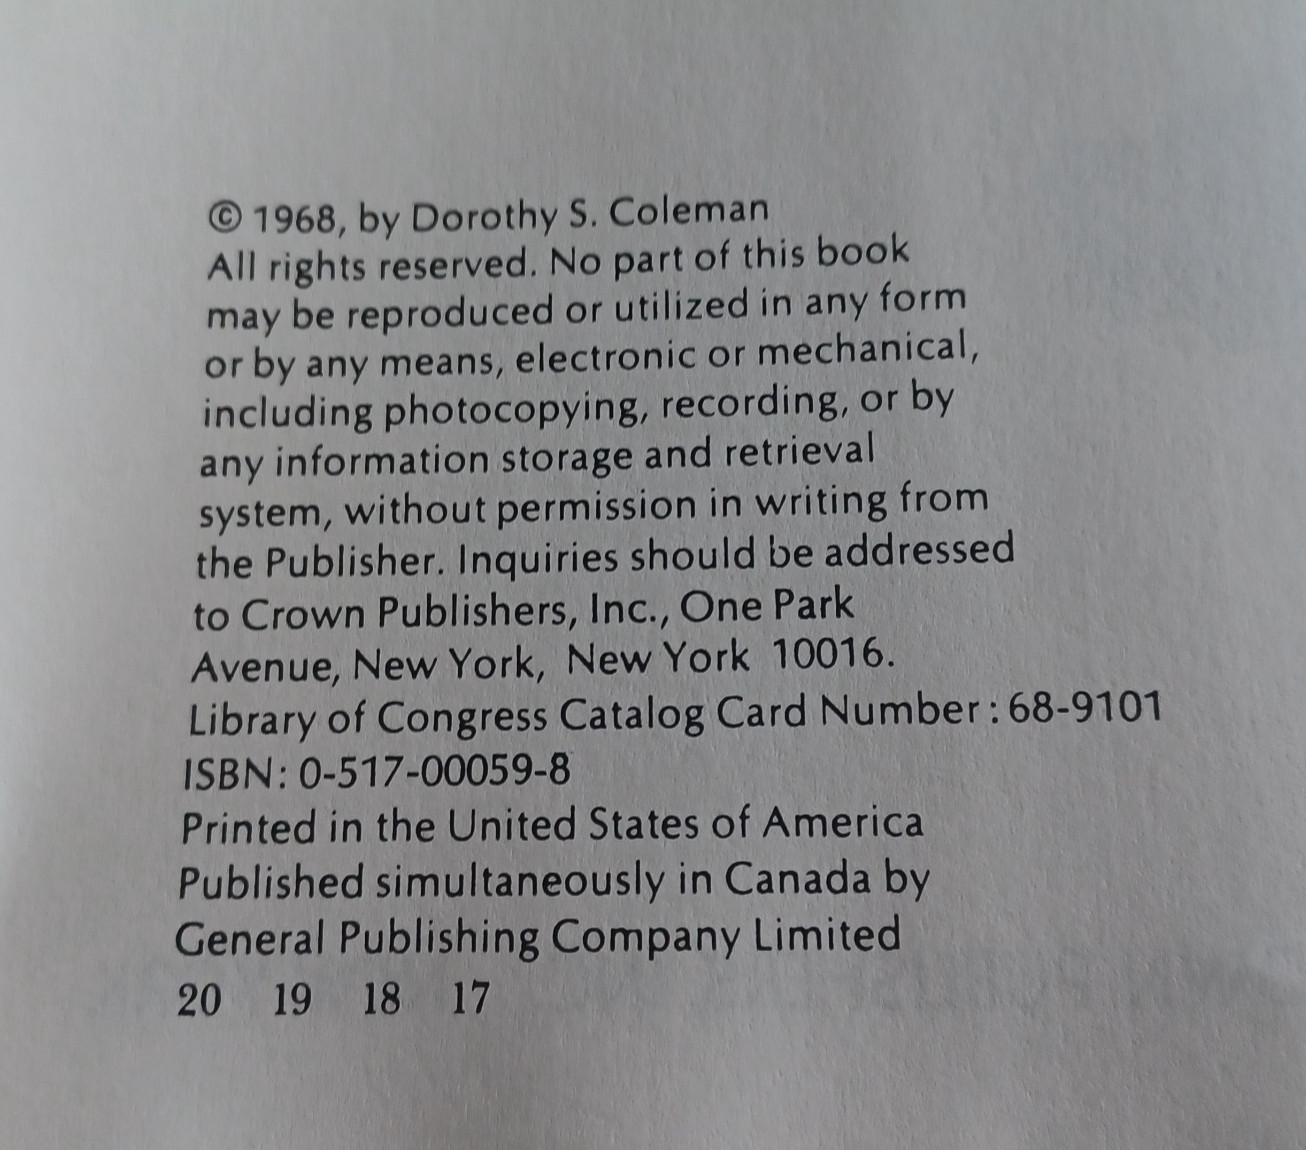 © 1968, by Dorothy S. Coleman
All rights reserved. No part of this book
may be reproduced or utilized in any form
or by any means, electronic or mechanical,
including photocopying, recording, or by
any information storage and retrieval
system, without permission in writing from
the Publisher. Inquiries should be addressed
to Crown Publishers, Inc., One Park
Avenue, New York, New York 10016.
Library of Congress Catalog Card Number: 68-9101
ISBN: 0-517-00059-8
Printed in the United States of America
Published simultaneously in Canada by
General Publishing Company Limited
20 19 18 17